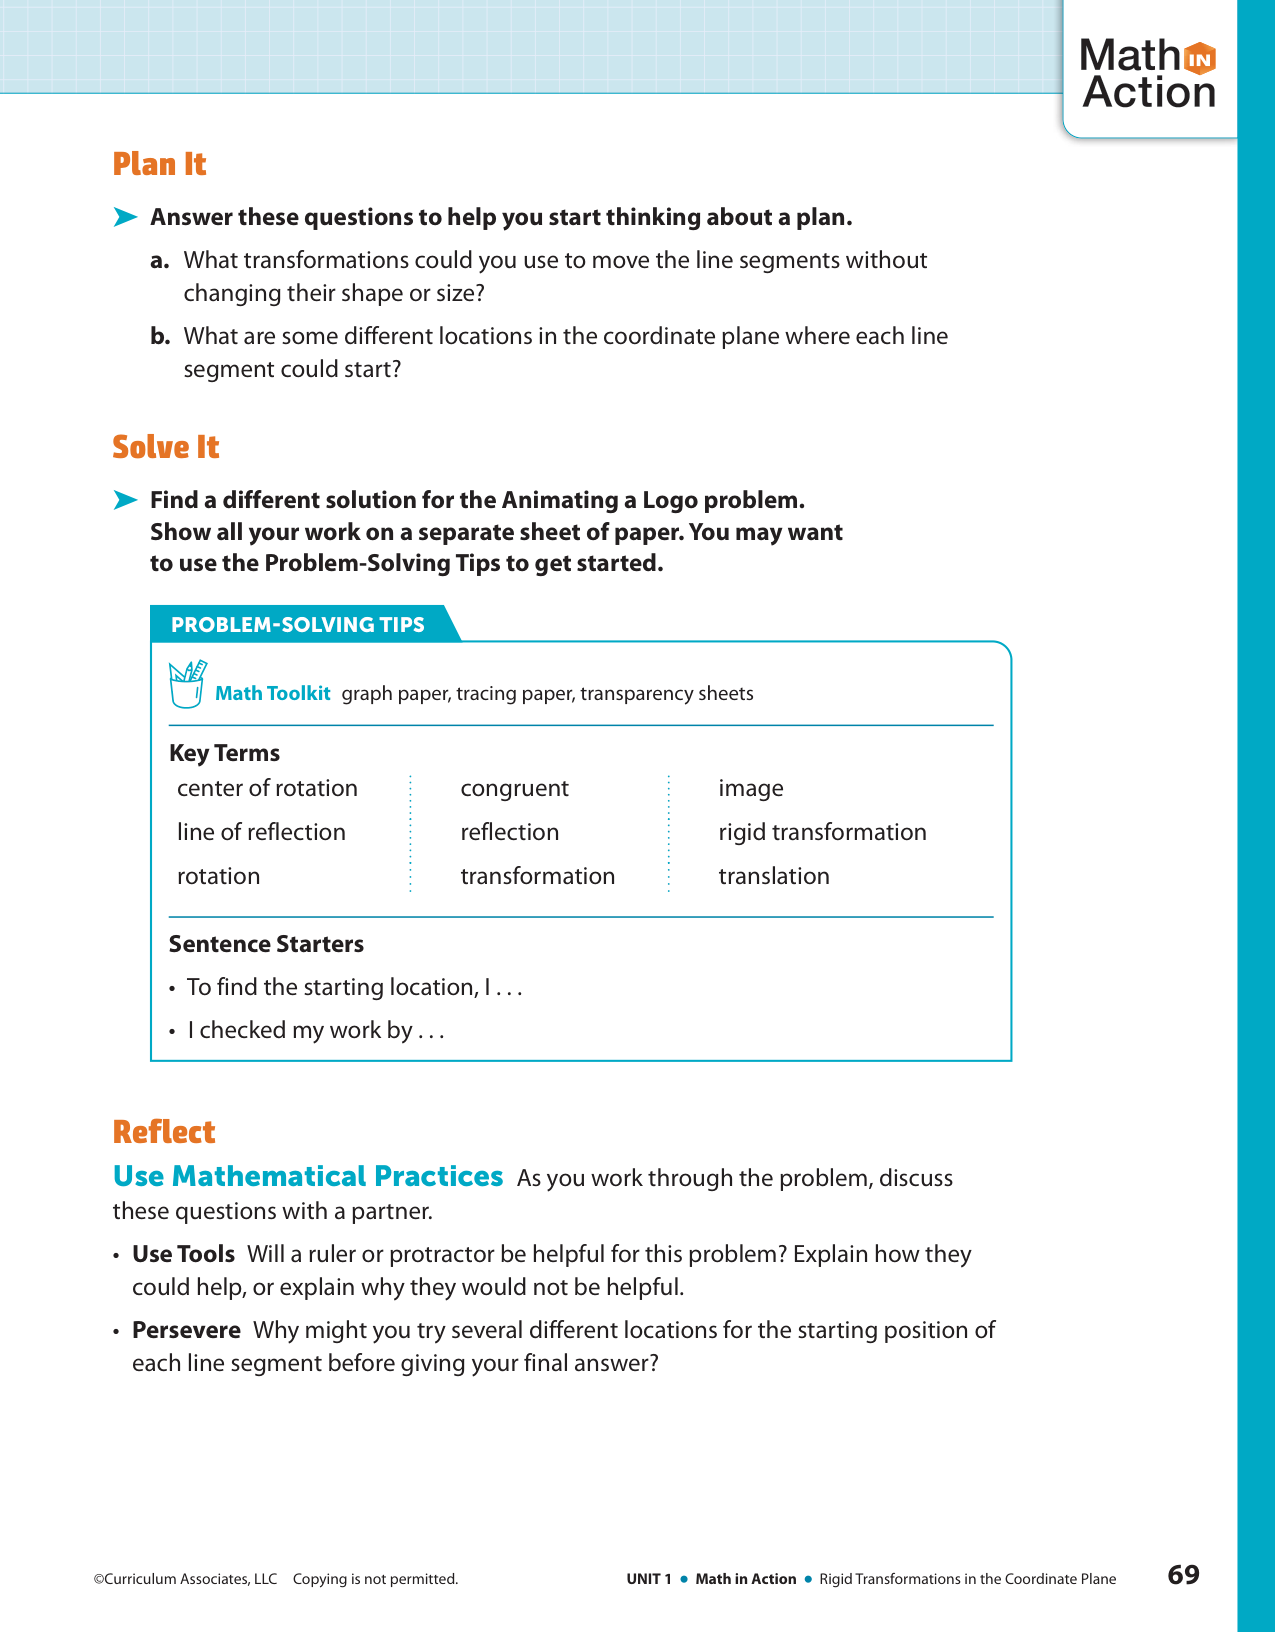 Math IN
Action
Plan It
Answer these questions to help you start thinking about a plan.
a. What transformations could you use to move the line segments without
changing their shape or size?
b. What are some different locations in the coordinate plane where each line
segment could start?
Solve It
Find a different solution for the Animating a Logo problem.
Show all your work on a separate sheet of paper. You may want
to use the Problem-Solving Tips to get started.
PROBLEM-SOLVING TIPS
Math Toolkit graph paper, tracing paper, transparency sheets
Key Terms
center of rotation congruent image
line of reflection reflection rigid transformation
rotation transformation translation
Sentence Starters
• To find the starting location, I . . .
• I checked my work by . . .
Reflect
Use Mathematical Practices As you work through the problem, discuss
these questions with a partner.
• Use Tools Will a ruler or protractor be helpful for this problem? Explain how they
could help, or explain why they would not be helpful.
• Persevere Why might you try several different locations for the starting position of
each line segment before giving your final answer?
©Curriculum Associates, LLC Copying is not permitted. UNIT 1 • Math in Action • Rigid Transformations in the Coordinate Plane 69